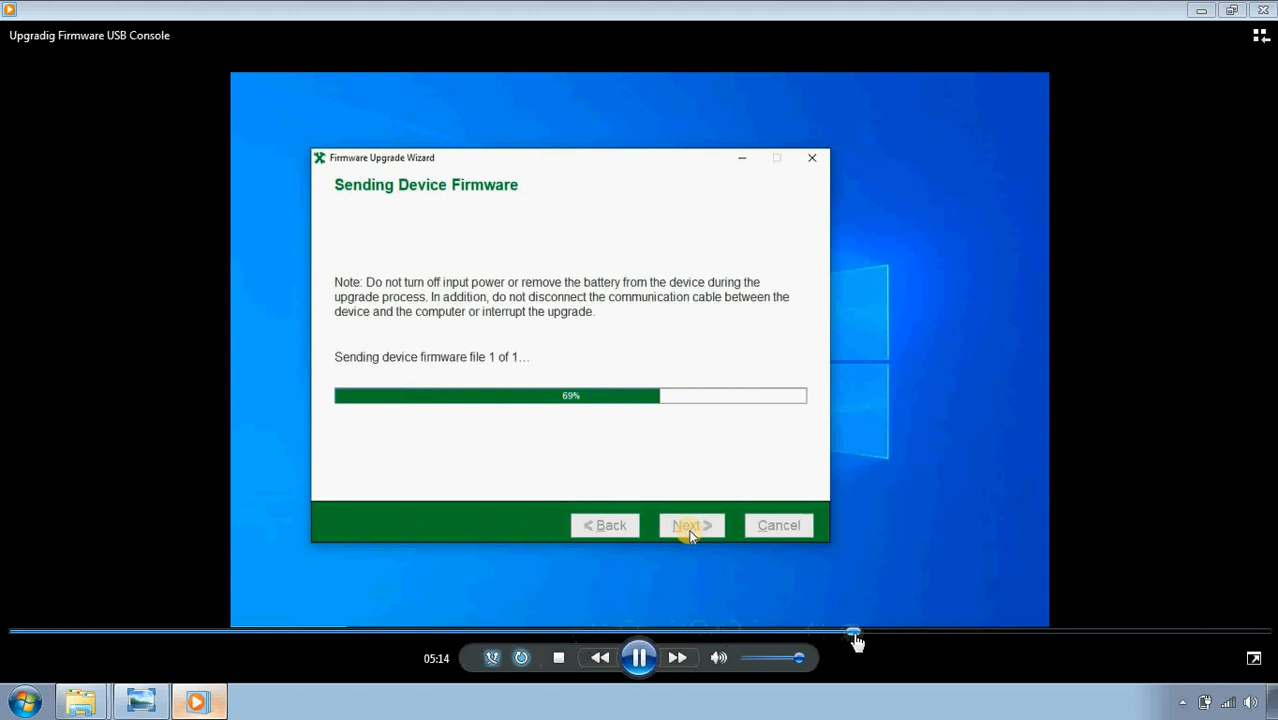 Upgradig Firmware USB Console
Firmware Upgrade Wizard
Sending Device Firmware
Note: Do not turn off input power or remove the battery from the device during the
upgrade process. In addition, do not disconnect the communication cable between the
device and the computer or interrupt the upgrade.
Sending device firmware file 1 of 1...
69%
< Back Next > Cancel
05:14